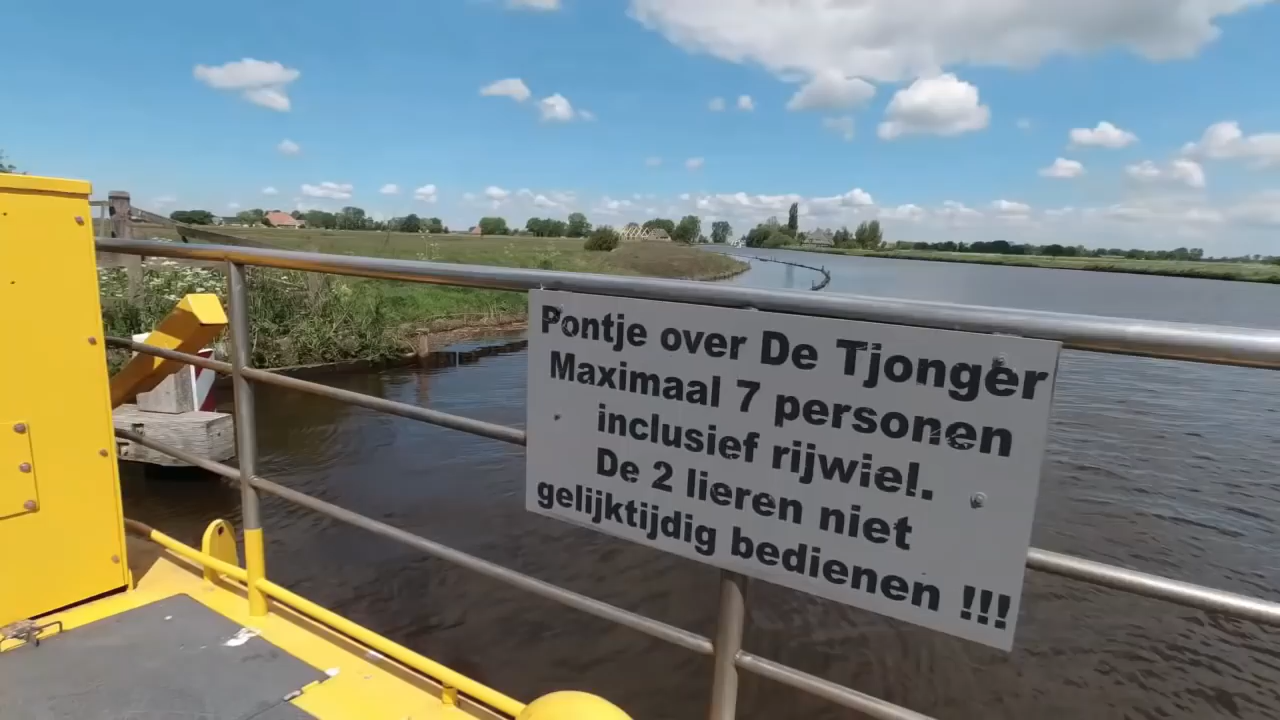 Pontje over De Tjonger
Maximaal 7 personen
inclusief rijwiel.
De 2 lieren niet
gelijktijdig bedienen !!!